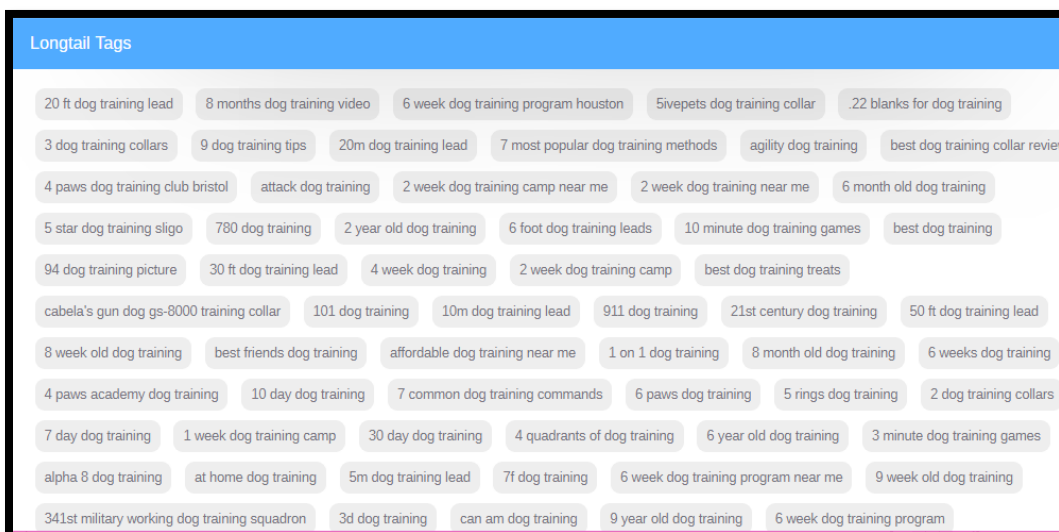 Longtail Tags
20 ft dog training lead 8 months dog training video 6 week dog training program houston 5ivepets dog training collar .22 blanks for dog training
3 dog training collars 9 dog training tips 20m dog training lead 7 most popular dog training methods agility dog training best dog training collar
4 paws dog training club bristol attack dog training 2 week dog training camp near me 2 week dog training near me 6 month old dog training
5 star dog training sligo 780 dog training 2 year old dog training 6 foot dog training leads 10 minute dog training games best dog training
94 dog training picture 30 ft dog training lead 4 week dog training 2 week dog training camp best dog training treats
cabela's gun dog gs-8000 training collar 101 dog training 10m dog training lead 911 dog training 21st century dog training 50 ft dog training lead
8 week old dog training best friends dog training affordable dog training near me 1 on 1 dog training 8 month old dog training 6 weeks dog training
4 paws academy dog training 10 day dog training 7 common dog training commands 6 paws dog training 5 rings dog training 2 dog training collars
7 day dog training 1 week dog training camp 30 day dog training 4 quadrants of dog training 6 year old dog training 3 minute dog training games
alpha 8 dog training at home dog training 5m dog training lead 7f dog training 6 week dog training program near me 9 week old dog training
341st military working dog training squadron 3d dog training can am dog training 9 year old dog training 6 week dog training program